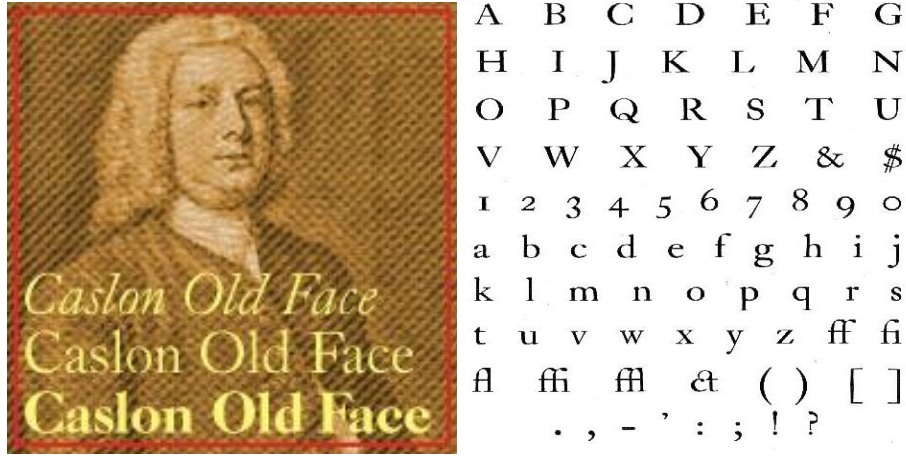 Caslon Old Face
Caslon Old Face
Caslon Old Face
A B C D E F G
H I J K L M N
O P Q R S T U
V W X Y Z & $
1 2 3 4 5 6 7 8 9 0
a b c d e f g h i j
k l m n o p q r s
t u v w x y z ff fi
fl ffi ffl ct ( ) [ ]
. , - ' : ; ! ?